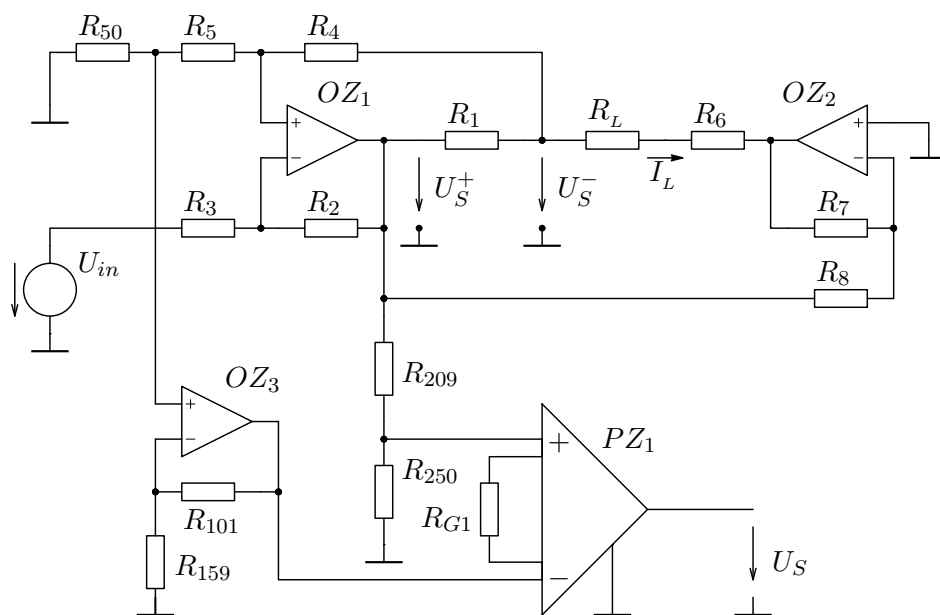 R50 R5 R4
OZ1 OZ2
+ R1 RL R6 +
− IL −
US+ US−
R3 R2 R7
Uin R8
OZ3 R209
+ PZ1
− + 
R250
R101 RG1
R159 − US